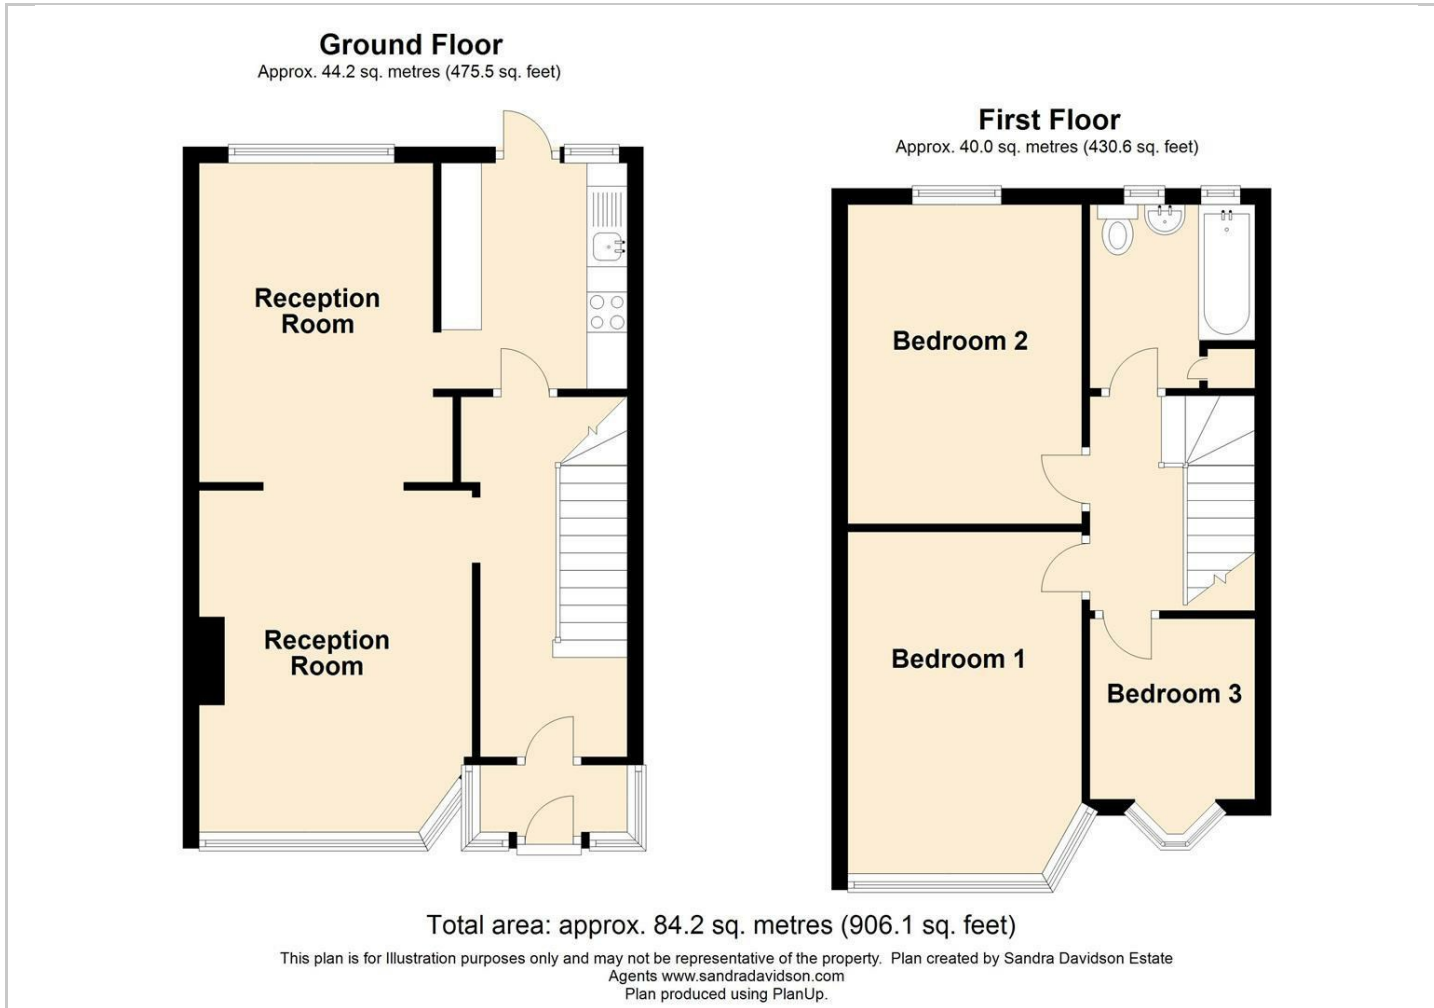 Ground Floor
Approx. 44.2 sq. metres (475.5 sq. feet)
First Floor
Approx. 40.0 sq. metres (430.6 sq. feet)
Reception
Room
Reception
Room
Bedroom 2
Bedroom 1
Bedroom 3
Total area: approx. 84.2 sq. metres (906.1 sq. feet)
This plan is for Illustration purposes only and may not be representative of the property. Plan created by Sandra Davidson Estate
Agents www.sandradavidson.com
Plan produced using PlanUp.